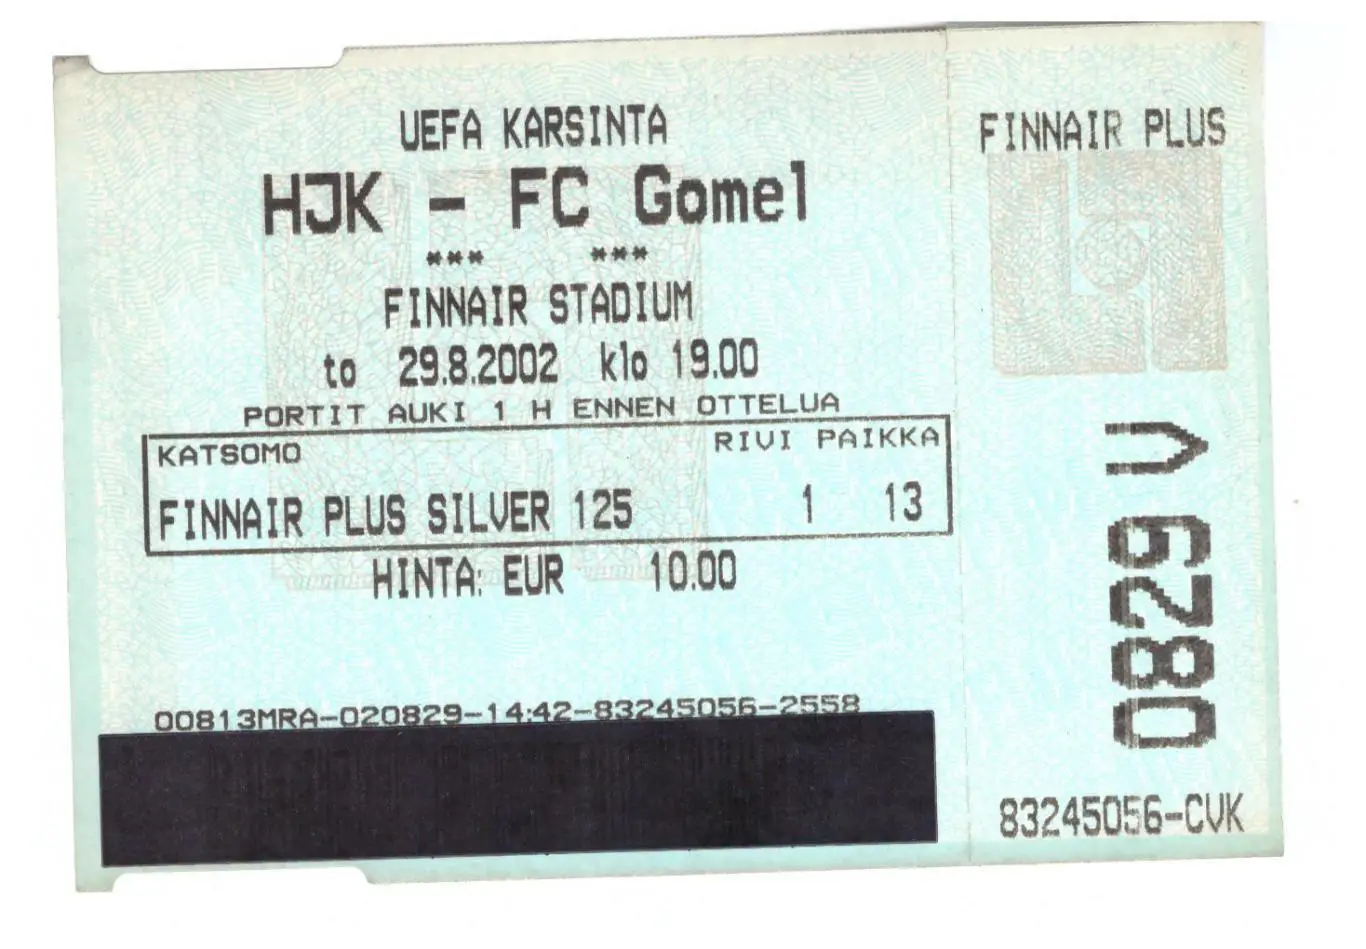 UEFA KARSINTA
HJK - FC Gomel
*** ***
FINNAIR STADIUM
to 29.8.2002 klo 19.00
PORTIT AUKI 1 H ENNEN OTTELUA
KATSOMO RIVI PAIKKA
FINNAIR PLUS SILVER 125 1 13
HINTA: EUR 10.00
00813MRA-020829-14:42-83245056-2558
FINNAIR PLUS
0829 V
83245056-CVK